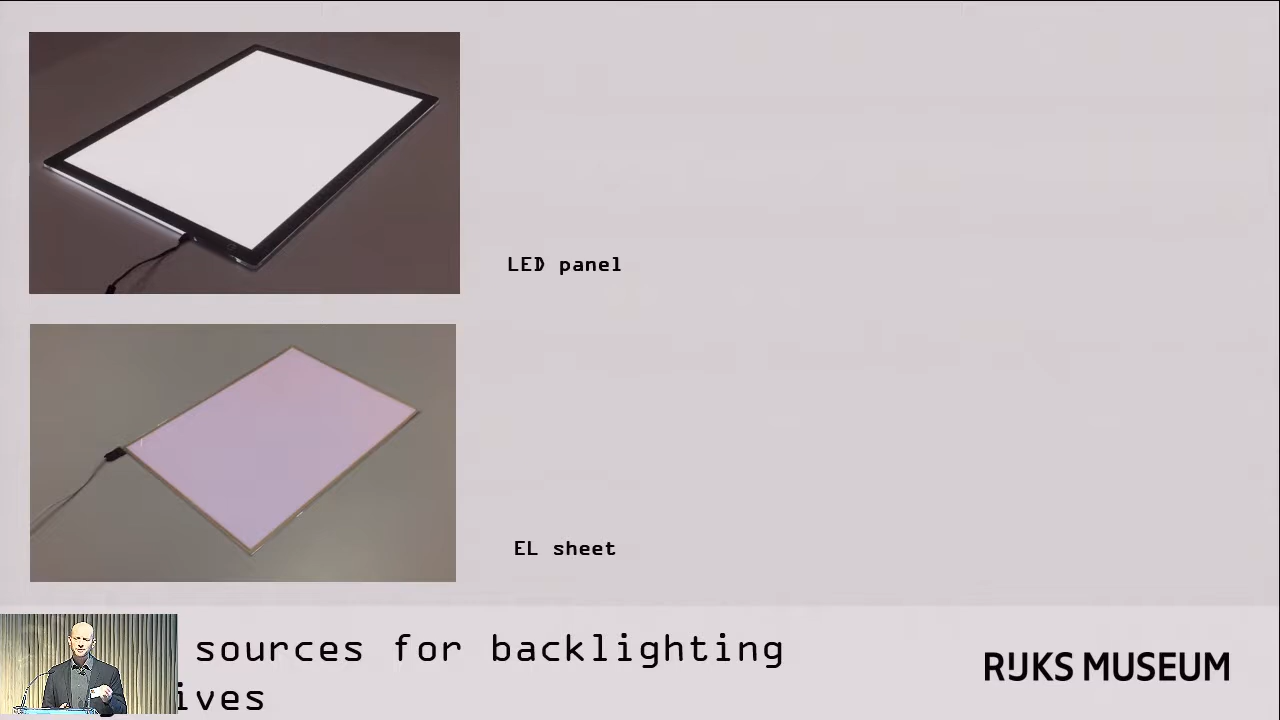 LED panel
EL sheet
sources for backlighting
ives
RIJKS MUSEUM